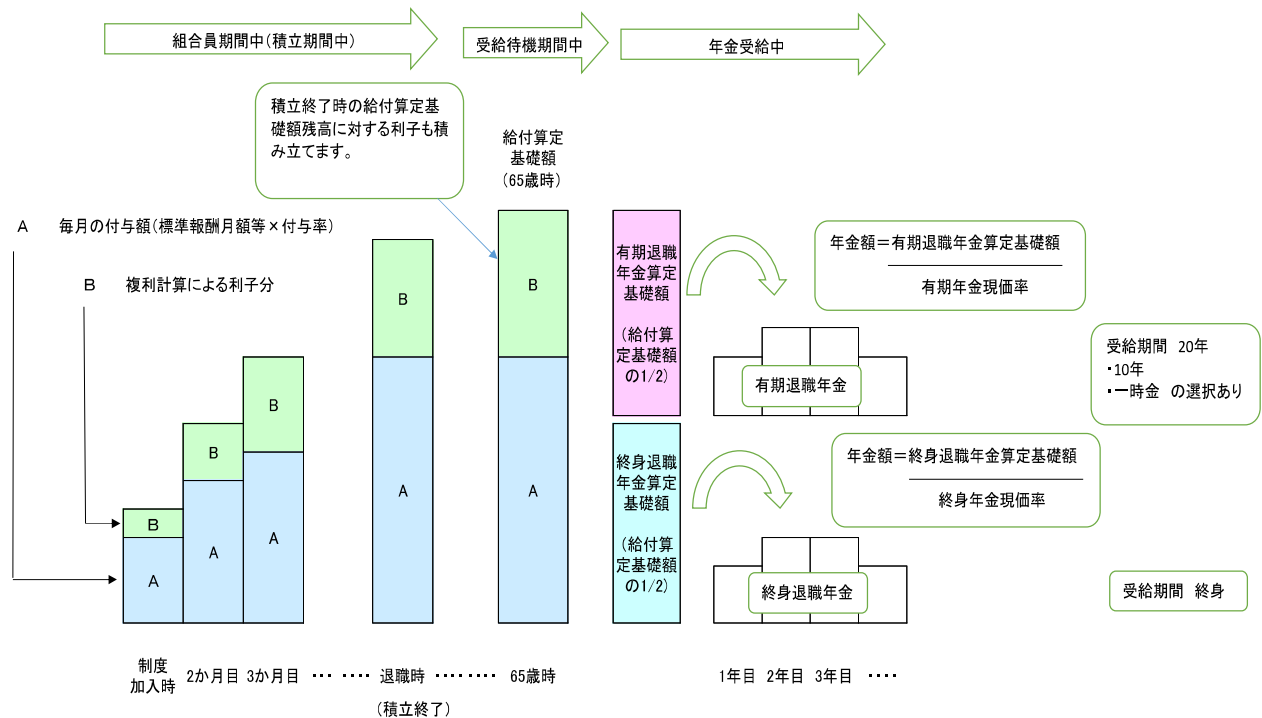 組合員期間中(積立期間中)
受給待機期間中
年金受給中
積立終了時の給付算定基
礎額残高に対する利子も積
み立てます。
給付算定
基礎額
(65歳時)
A 毎月の付与額(標準報酬月額等×付与率)
B 複利計算による利子分
B
A
B
A
B
A
B
A
B
A
有期退職
年金算定
基礎額
(給付算
定基礎額
の1/2)
年金額=有期退職年金算定基礎額
有期年金現価率
有期退職年金
受給期間 20年
・10年
・一時金 の選択あり
終身退職
年金算定
基礎額
(給付算
定基礎額
の1/2)
年金額=終身退職年金算定基礎額
終身年金現価率
終身退職年金
受給期間 終身
制度
加入時
2か月目
3か月目
… ‥‥
退職時
(積立終了)
‥‥ ‥‥
65歳時
1年目
2年目
3年目
‥‥